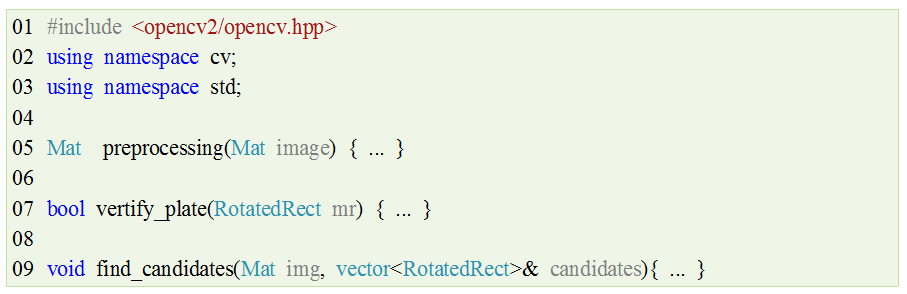 01 #include <opencv2/opencv.hpp>
02 using namespace cv;
03 using namespace std;
04
05 Mat preprocessing(Mat image) { ... }
06
07 bool vertify_plate(RotatedRect mr) { ... }
08
09 void find_candidates(Mat img, vector<RotatedRect>& candidates){ ... }